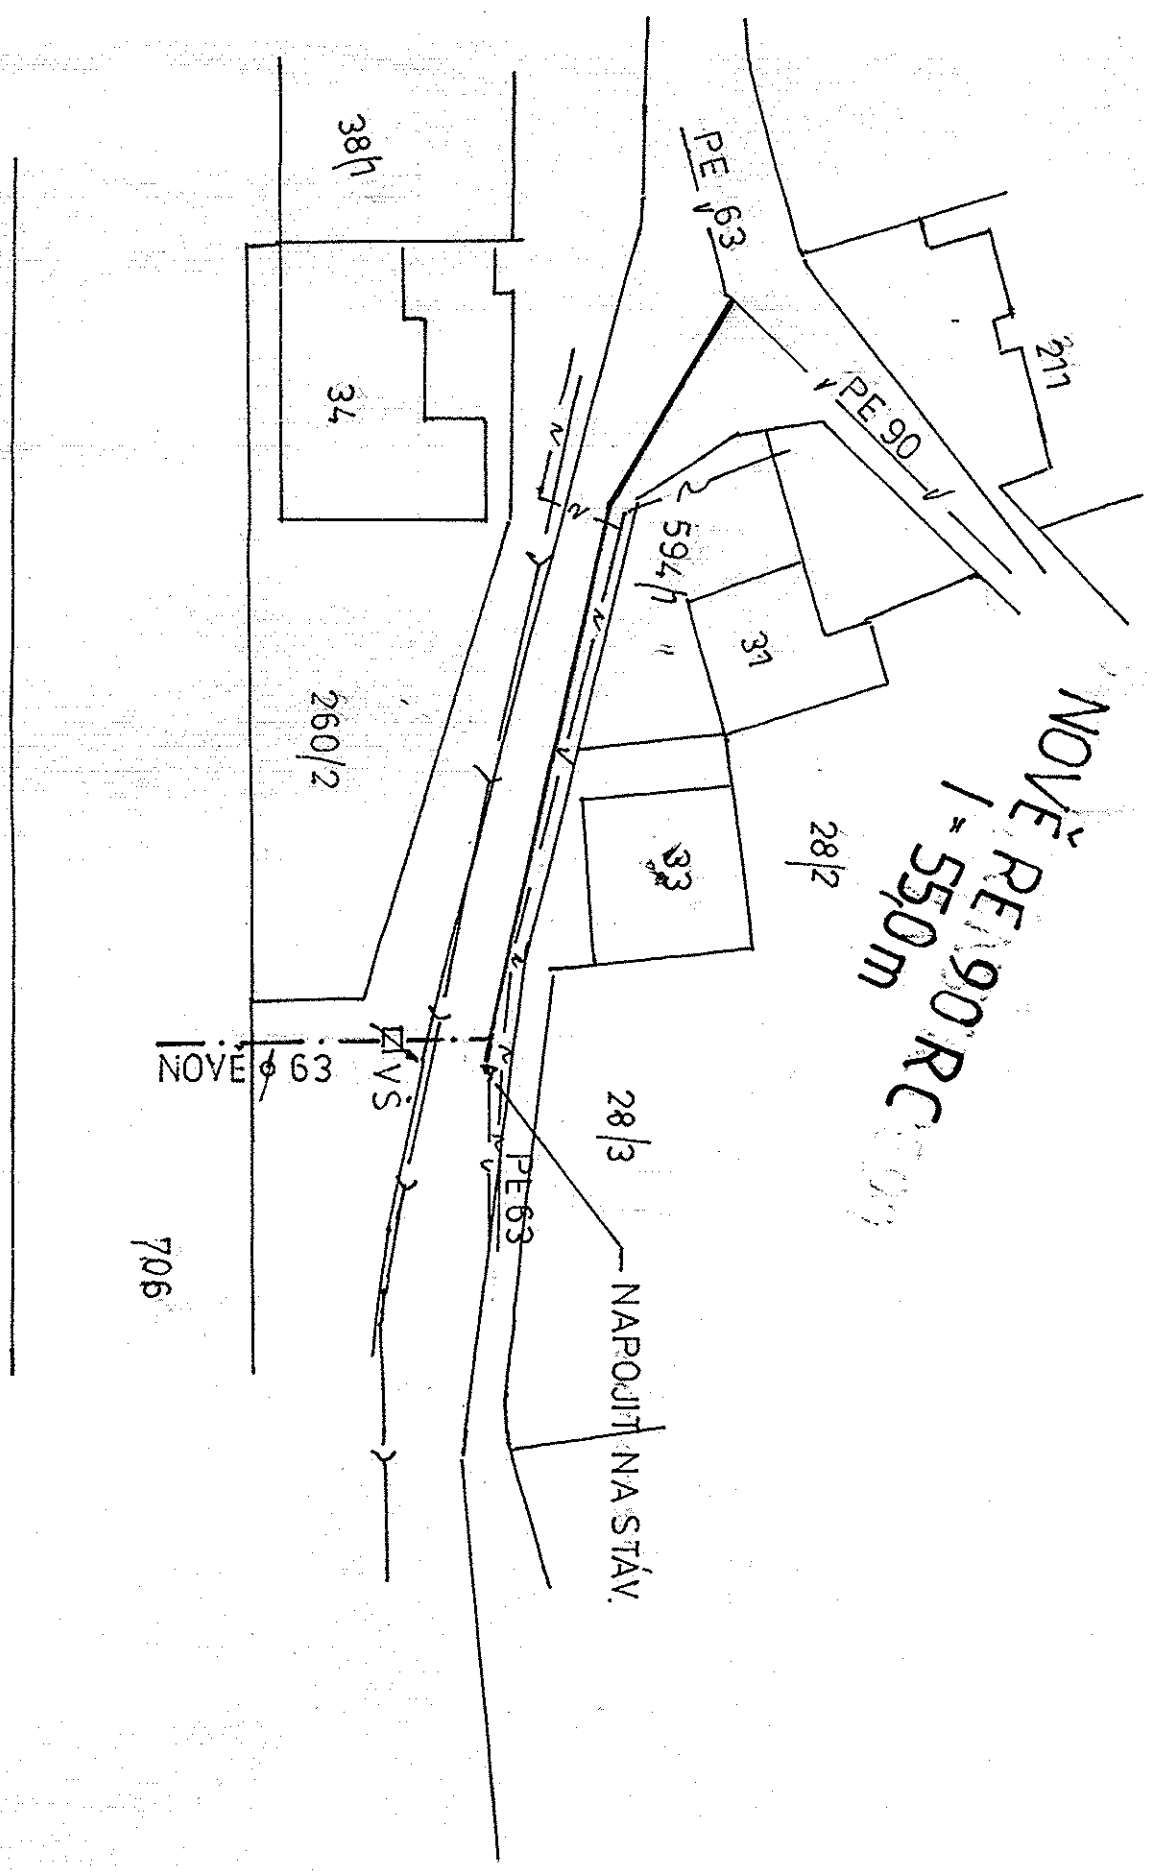 38/1
PE 63
211
PE 90
34
594/1
31
NOVÉ PE 90 RC
l = 55,0m
260/2
33
28/2
NOVÉ ϕ 63
VŠ
28/3
PE 63
NAPOJIT NA STÁV.
706